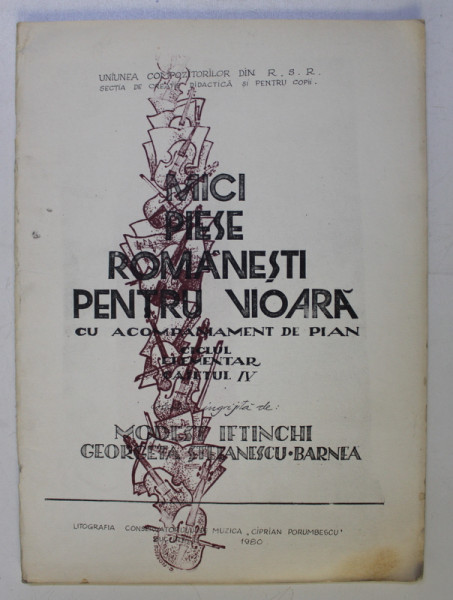 UNIUNEA COMPOZITORILOR DIN R.S.R.
SECȚIA DE CREAȚIE DIDACTICĂ ȘI PENTRU COPII.
MICI
PIESE
ROMÂNEȘTI
PENTRU VIOARĂ
CU ACOMPANIAMENT DE PIAN
CICLUL
ELEMENTAR
CAIETUL IV
îngrijită de:
MODEST IFTINCHI
GEORGETA ȘTEFĂNESCU-BARNEA
LITOGRAFIA CONSERVATORULUI DE MUZICĂ „CIPRIAN PORUMBESCU"
BUCUREȘTI
1980